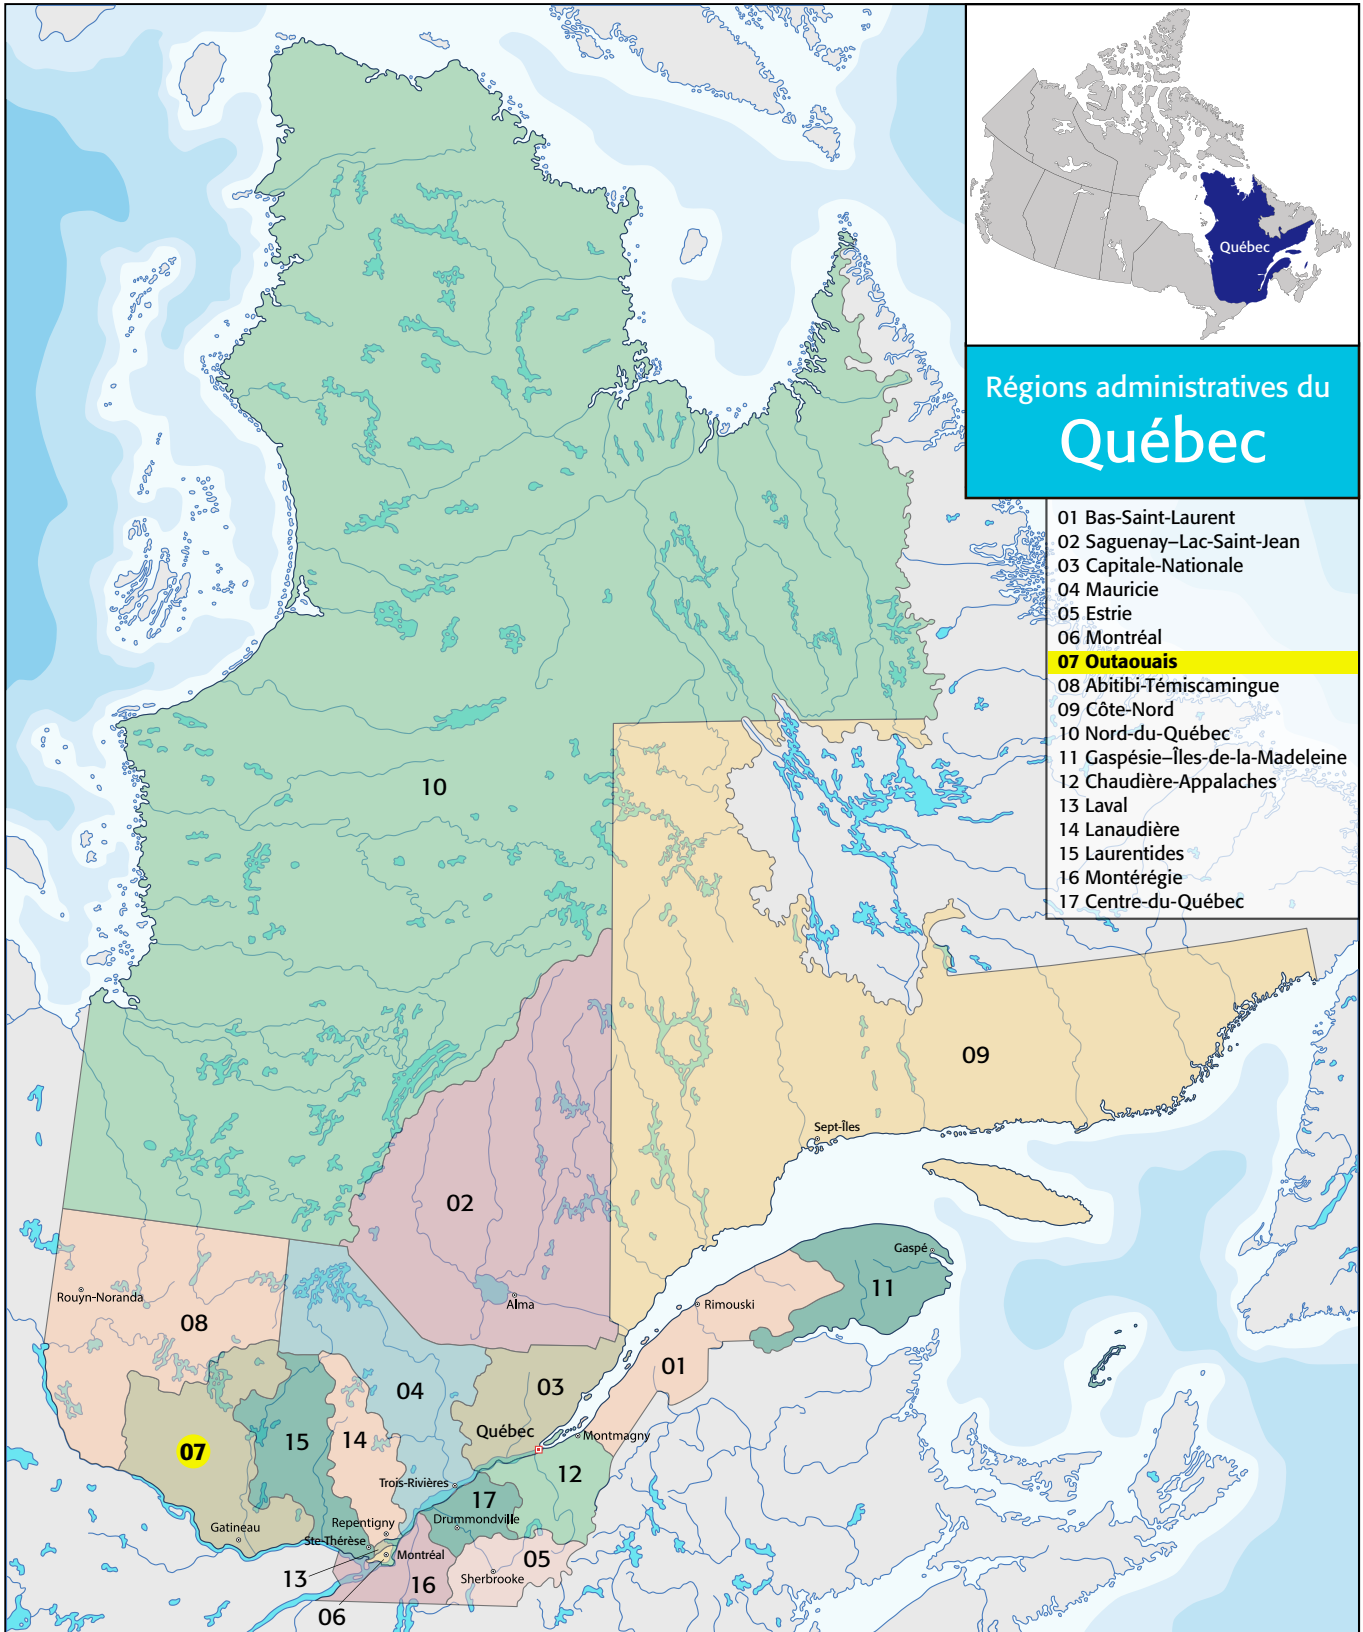 Québec
Régions administratives du
Québec
01 Bas-Saint-Laurent
02 Saguenay–Lac-Saint-Jean
03 Capitale-Nationale
04 Mauricie
05 Estrie
06 Montréal
07 Outaouais
08 Abitibi-Témiscamingue
09 Côte-Nord
10 Nord-du-Québec
11 Gaspésie–Îles-de-la-Madeleine
12 Chaudière-Appalaches
13 Laval
14 Lanaudière
15 Laurentides
16 Montérégie
17 Centre-du-Québec
10
09
Sept-Îles
02
Gaspé
11
Rouyn-Noranda
Alma
Rimouski
08
01
03
04
Québec
Montmagny
07
15
14
12
Trois-Rivières
17
Drummondville
Gatineau
Repentigny
Ste-Thérèse
Montréal
05
13
16
Sherbrooke
06